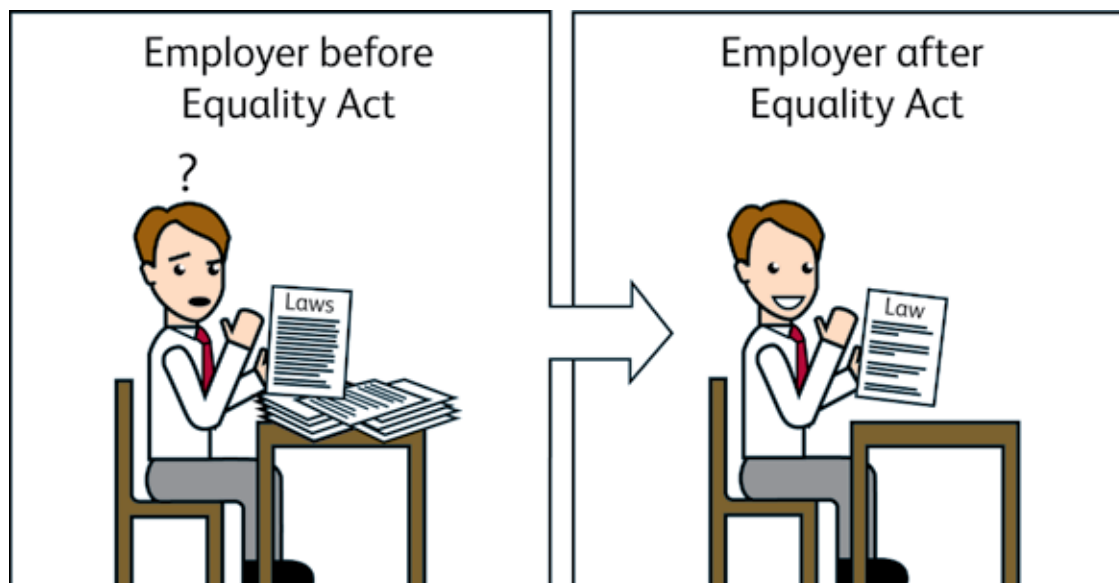 Employer before
Equality Act
?
Laws
Employer after
Equality Act
Law